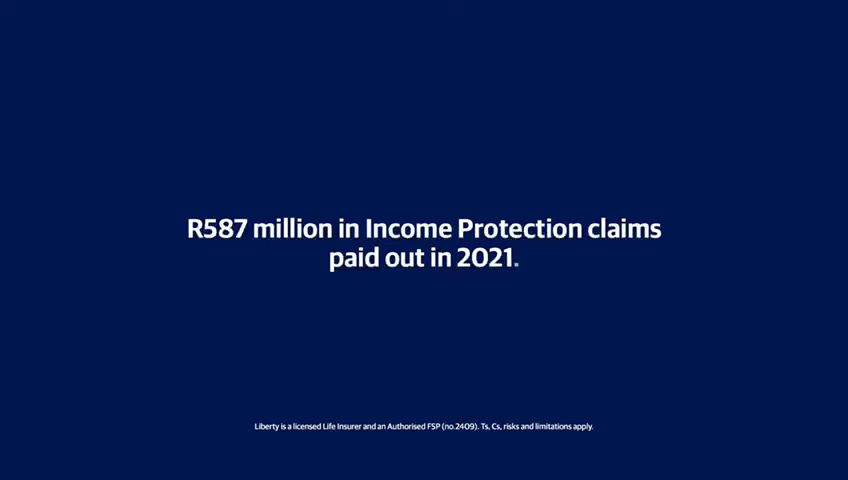 R587 million in Income Protection claims
paid out in 2021.
Liberty is a licensed Life Insurer and an Authorised FSP (no.2409). Ts, Cs, risks and limitations apply.